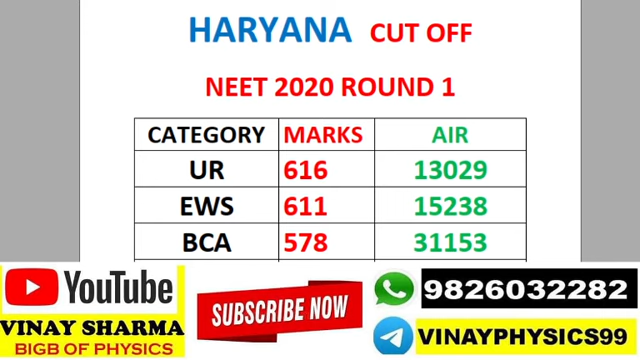 HARYANA CUT OFF
NEET 2020 ROUND 1
CATEGORY MARKS AIR
UR 616 13029
EWS 611 15238
BCA 578 31153
YouTube
VINAY SHARMA
BIGB OF PHYSICS
SUBSCRIBE NOW
9826032282
VINAYPHYSICS99